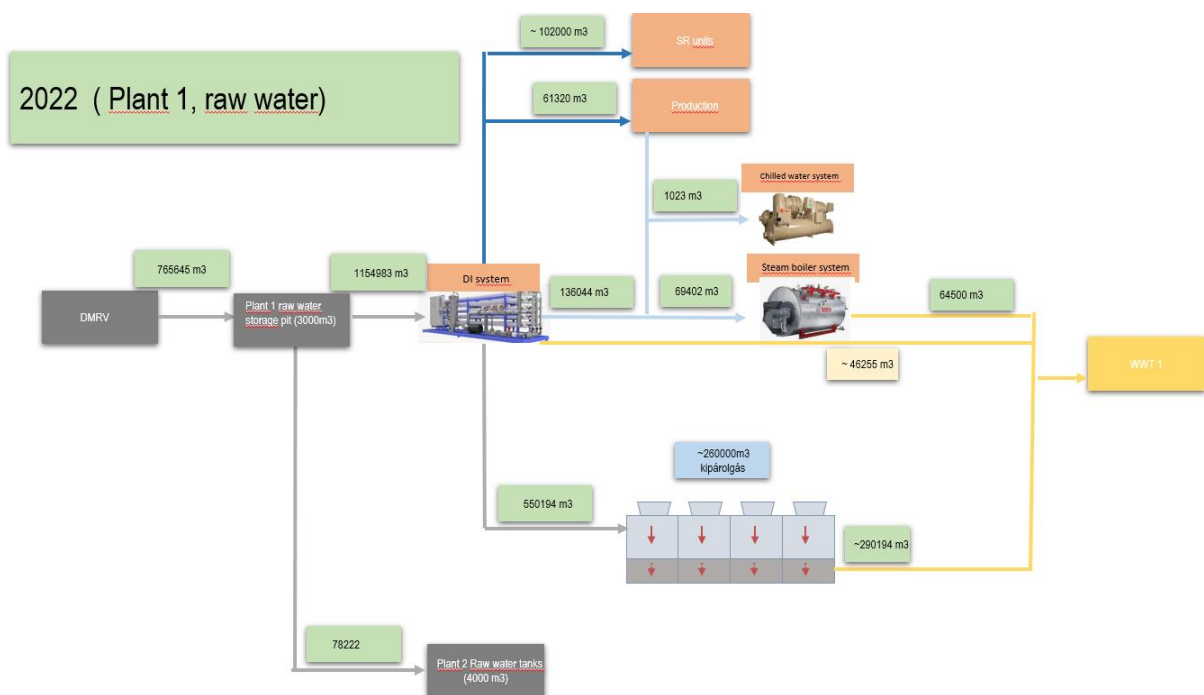 2022 ( Plant 1, raw water)
~ 102000 m3
SR units
61320 m3
Production
1023 m3
Chilled water system
765645 m3
1154983 m3
DI system
136044 m3
69402 m3
Steam boiler system
64500 m3
DMRV
Plant 1 raw water
storage pit (3000m3)
~ 46255 m3
WWT 1
~260000m3
kipárolgás
550194 m3
~290194 m3
78222
Plant 2 Raw water tanks
(4000 m3)